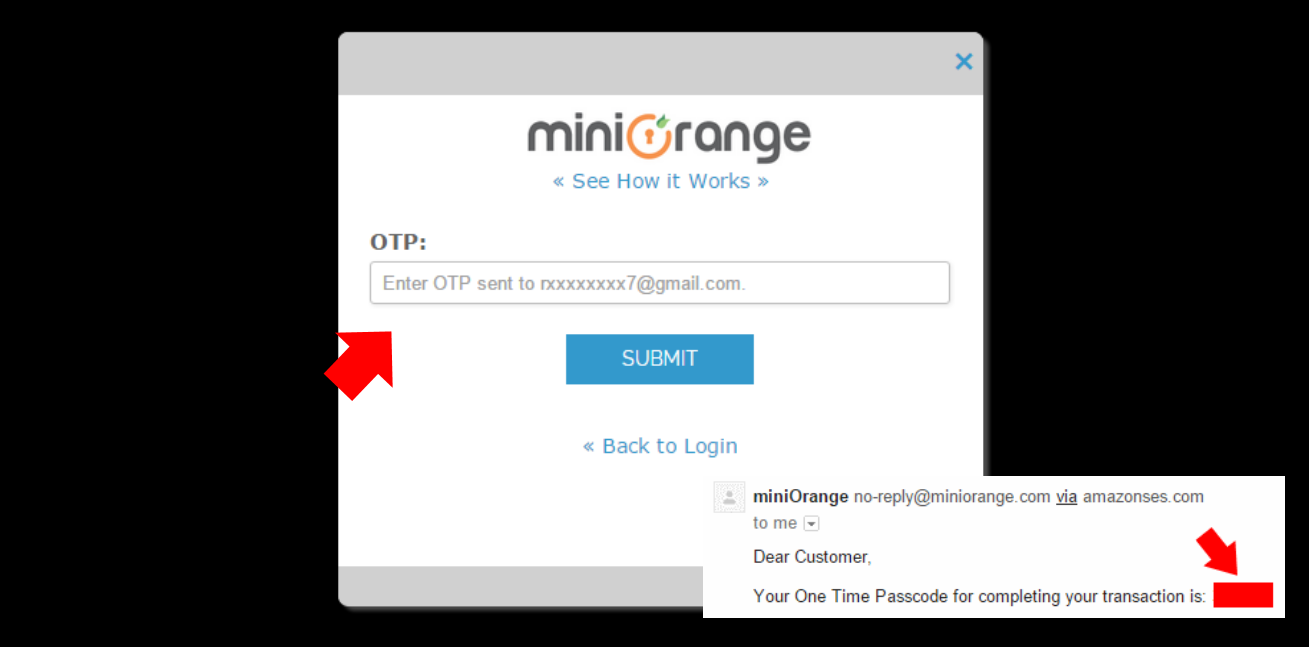 ×
miniOrange
« See How it Works »
OTP:
Enter OTP sent to rxxxxxxxx7@gmail.com.
SUBMIT
« Back to Login
miniOrange no-reply@miniorange.com via amazonses.com
to me
Dear Customer,
Your One Time Passcode for completing your transaction is: